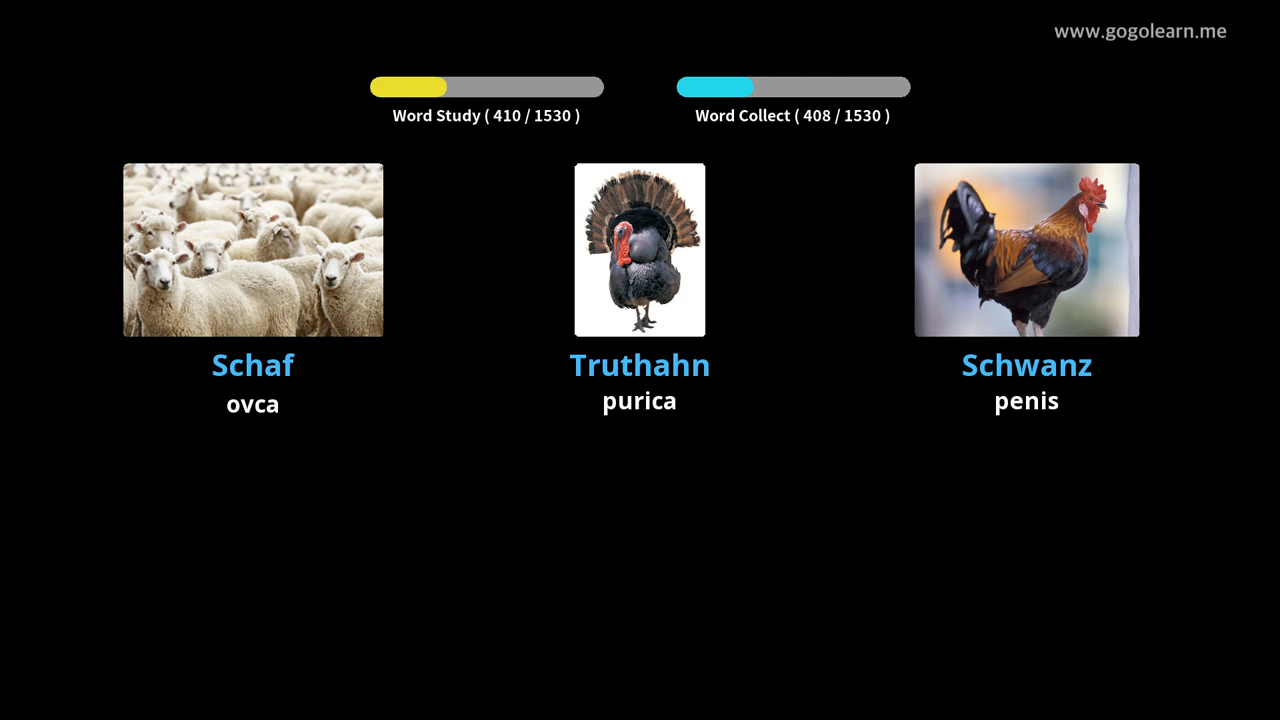 www.gogolearn.me
Word Study ( 410 / 1530 )
Word Collect ( 408 / 1530 )
Schaf
ovca
Truthahn
purica
Schwanz
penis